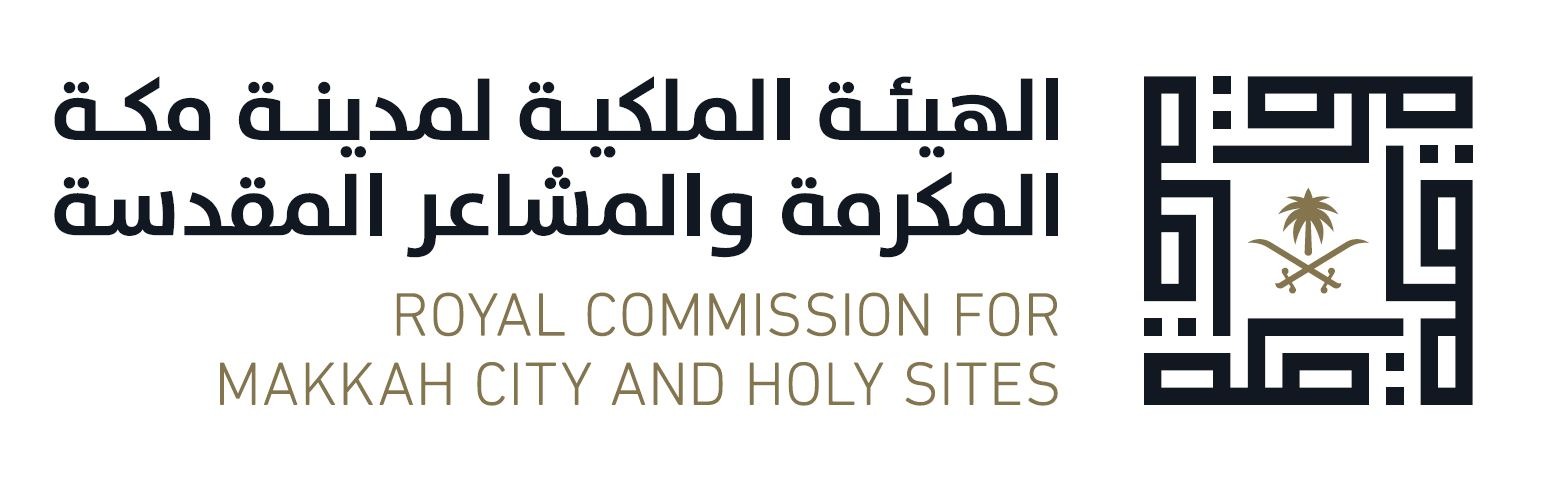 الهيئة الملكية لمدينة مكة
المكرمة والمشاعر المقدسة
ROYAL COMMISSION FOR
MAKKAH CITY AND HOLY SITES